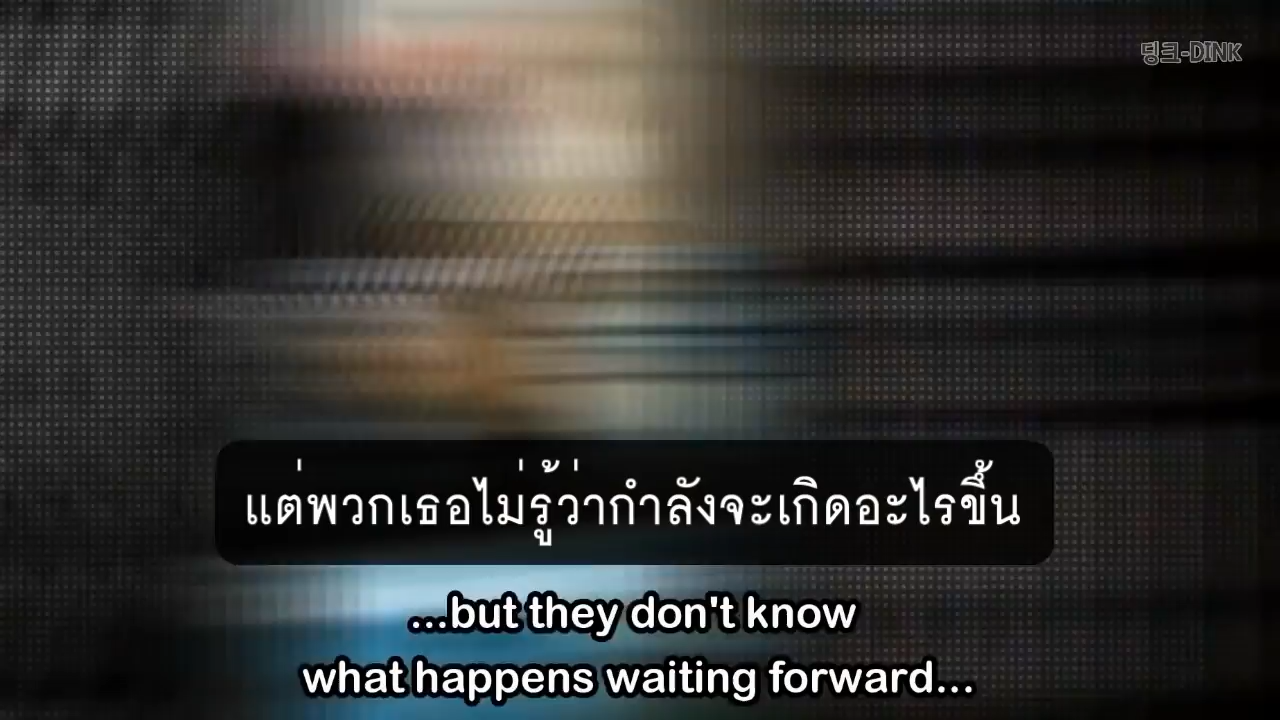 딩크-DINK
แต่พวกเธอไม่รู้ว่ากำลังจะเกิดอะไรขึ้น
...but they don't know
what happens waiting forward...